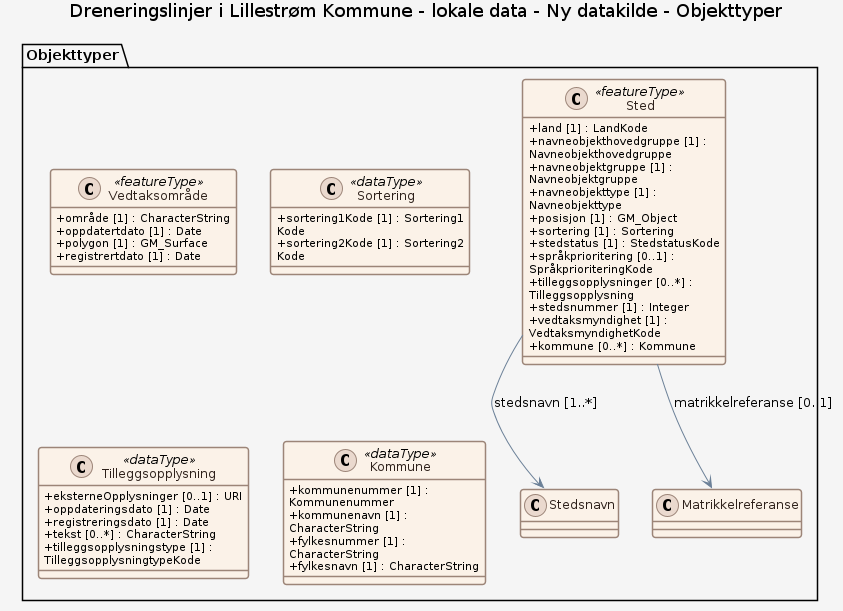 Dreneringslinjer i Lillestrøm Kommune - lokale data - Ny datakilde - Objekttyper
Objekttyper
C
«featureType»
Sted
+land [1] : LandKode
+navneobjekthovedgruppe [1] :
Navneobjekthovedgruppe
+navneobjektgruppe [1] :
Navneobjektgruppe
+navneobjekttype [1] :
Navneobjekttype
+posisjon [1] : GM_Object
+sortering [1] : Sortering
+stedstatus [1] : StedstatusKode
+språkprioritering [0..1] :
SpråkprioriteringKode
+tilleggsopplysninger [0..*] :
Tilleggsopplysning
+stedsnummer [1] : Integer
+vedtaksmyndighet [1] :
VedtaksmyndighetKode
+kommune [0..*] : Kommune
C
«featureType»
Vedtaksområde
+område [1] : CharacterString
+oppdatertdato [1] : Date
+polygon [1] : GM_Surface
+registrertdato [1] : Date
C
«dataType»
Sortering
+sortering1Kode [1] : Sortering1
Kode
+sortering2Kode [1] : Sortering2
Kode
stedsnavn [1..*]
matrikkelreferanse [0..1]
C
«dataType»
Tilleggsopplysning
+eksterneOpplysninger [0..1] : URI
+oppdateringsdato [1] : Date
+registreringsdato [1] : Date
+tekst [0..*] : CharacterString
+tilleggsopplysningstype [1] :
TilleggsopplysningtypeKode
C
«dataType»
Kommune
+kommunenummer [1] :
Kommunenummer
+kommunenavn [1] :
CharacterString
+fylkesnummer [1] :
CharacterString
+fylkesnavn [1] : CharacterString
C Stedsnavn
C Matrikkelreferanse